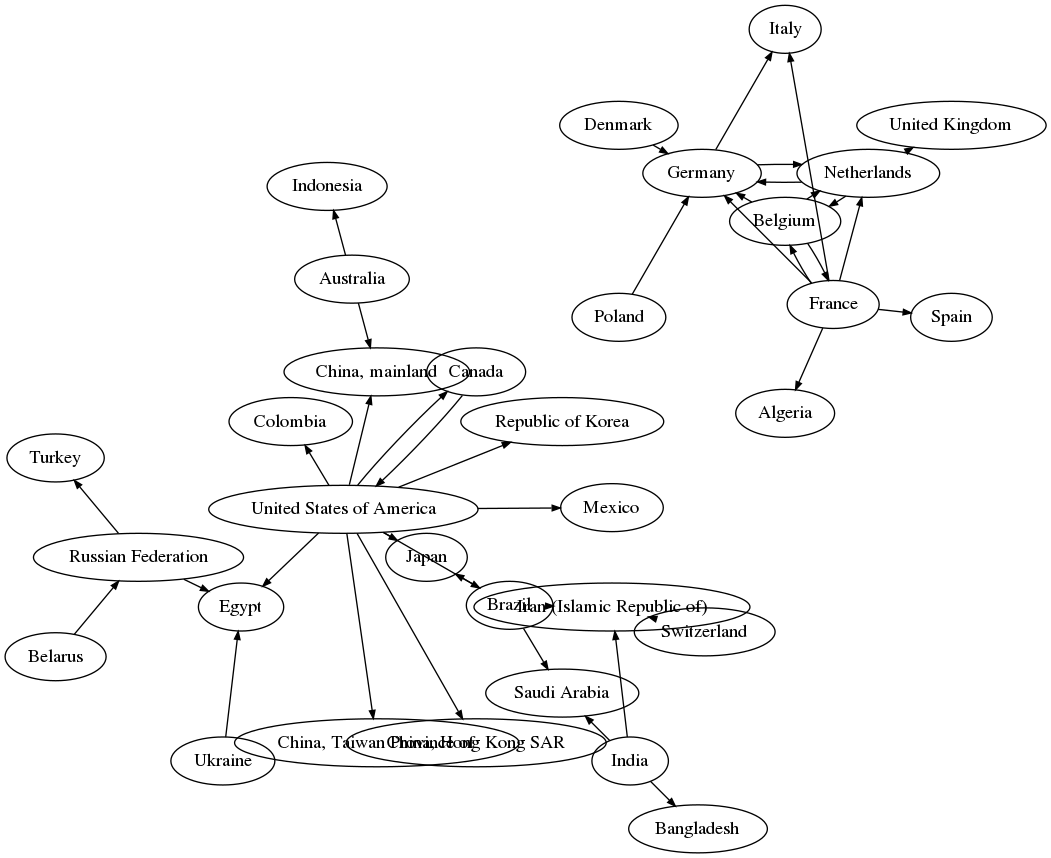 Italy
Denmark
United Kingdom
Germany
Netherlands
Indonesia
Belgium
Australia
France
Poland
Spain
China, mainland
Canada
Algeria
Colombia
Republic of Korea
Turkey
United States of America
Mexico
Russian Federation
Japan
Egypt
Brazil
Iran (Islamic Republic of)
Switzerland
Belarus
Saudi Arabia
China, Taiwan Province of
China, Hong Kong SAR
Ukraine
India
Bangladesh